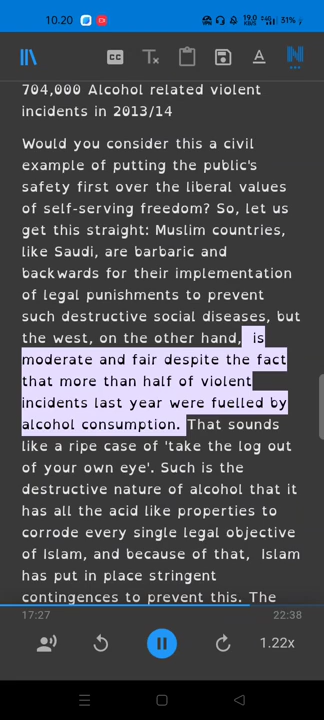 10.20
19.0
KB/S
51%
CC
T×
A
N
704,000 Alcohol related violent
incidents in 2013/14
Would you consider this a civil
example of putting the public's
safety first over the liberal values
of self-serving freedom? So, let us
get this straight: Muslim countries,
like Saudi, are barbaric and
backwards for their implementation
of legal punishments to prevent
such destructive social diseases, but
the west, on the other hand, is
moderate and fair despite the fact
that more than half of violent
incidents last year were fuelled by
alcohol consumption. That sounds
like a ripe case of 'take the log out
of your own eye'. Such is the
destructive nature of alcohol that it
has all the acid like properties to
corrode every single legal objective
of Islam, and because of that,  Islam
has put in place stringent
contingences to prevent this. The
17:27
22:38
1.22x